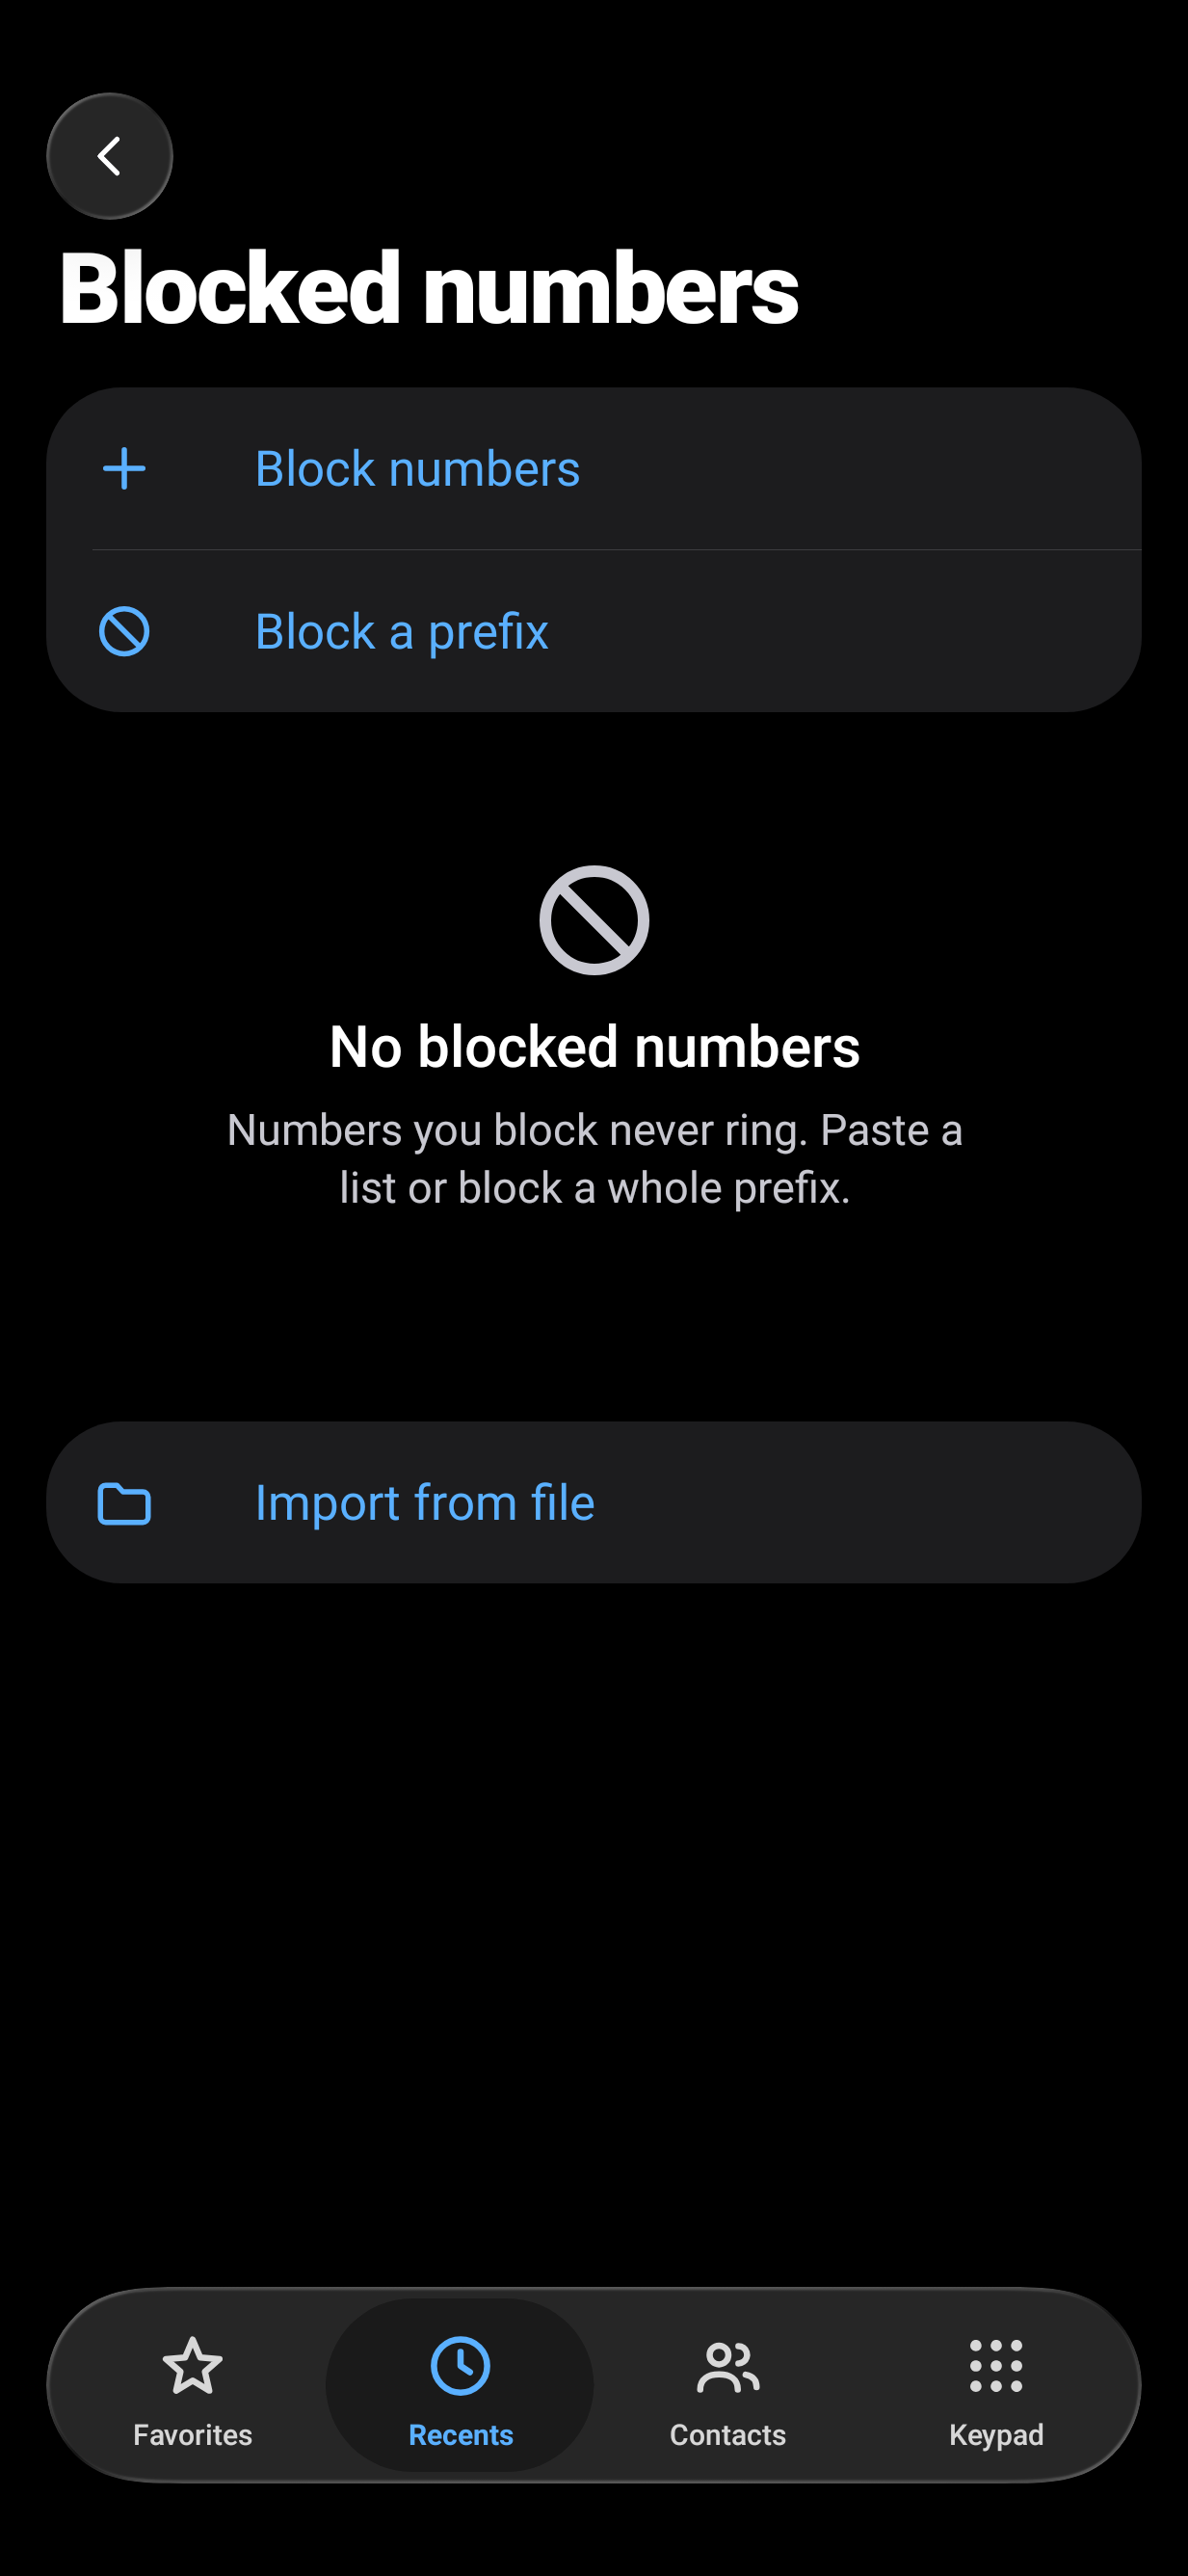 Blocked numbers
Block numbers
Block a prefix
No blocked numbers
Numbers you block never ring. Paste a
list or block a whole prefix.
Import from file
Favorites
Recents
Contacts
Keypad